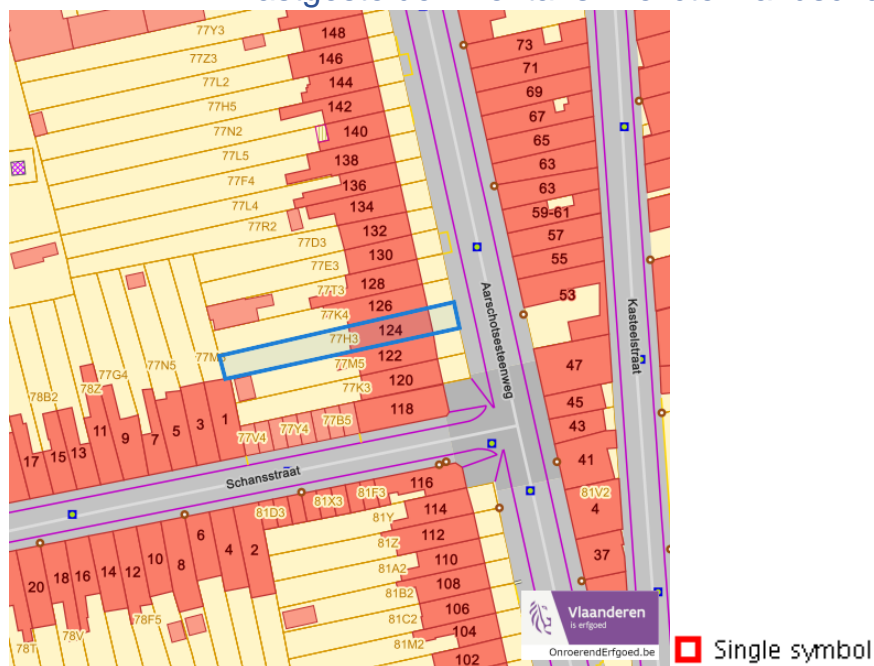 148
77Y3
146
73
77Z3
144
71
77L2
142
69
77H5
67
140
77N2
65
138
77L5
63
77F4
136
63
77L4
134
59-61
77R2
132
57
77D3
130
55
77E3
128
53
77T3
126
77K4
124
77H3
122
47
77M5
77N5
77G4
120
78Z
77K3
78B2
118
45
11
1
3
5
7
9
43
77B5
77Y4
77V4
13
15
17
41
Aarschotsesteenweg
Kasteelstraat
Schansstraat
116
81F3
81X3
81D3
81V2
4
114
81Y
6
112
81Z
4
2
10
8
110
37
81A2
12
14
16
18
20
108
81B2
106
81C2
78F5
104
78V
81M2
78T
102
Vlaanderen
is erfgoed
OnroerendErfgoed.be
Single symbol